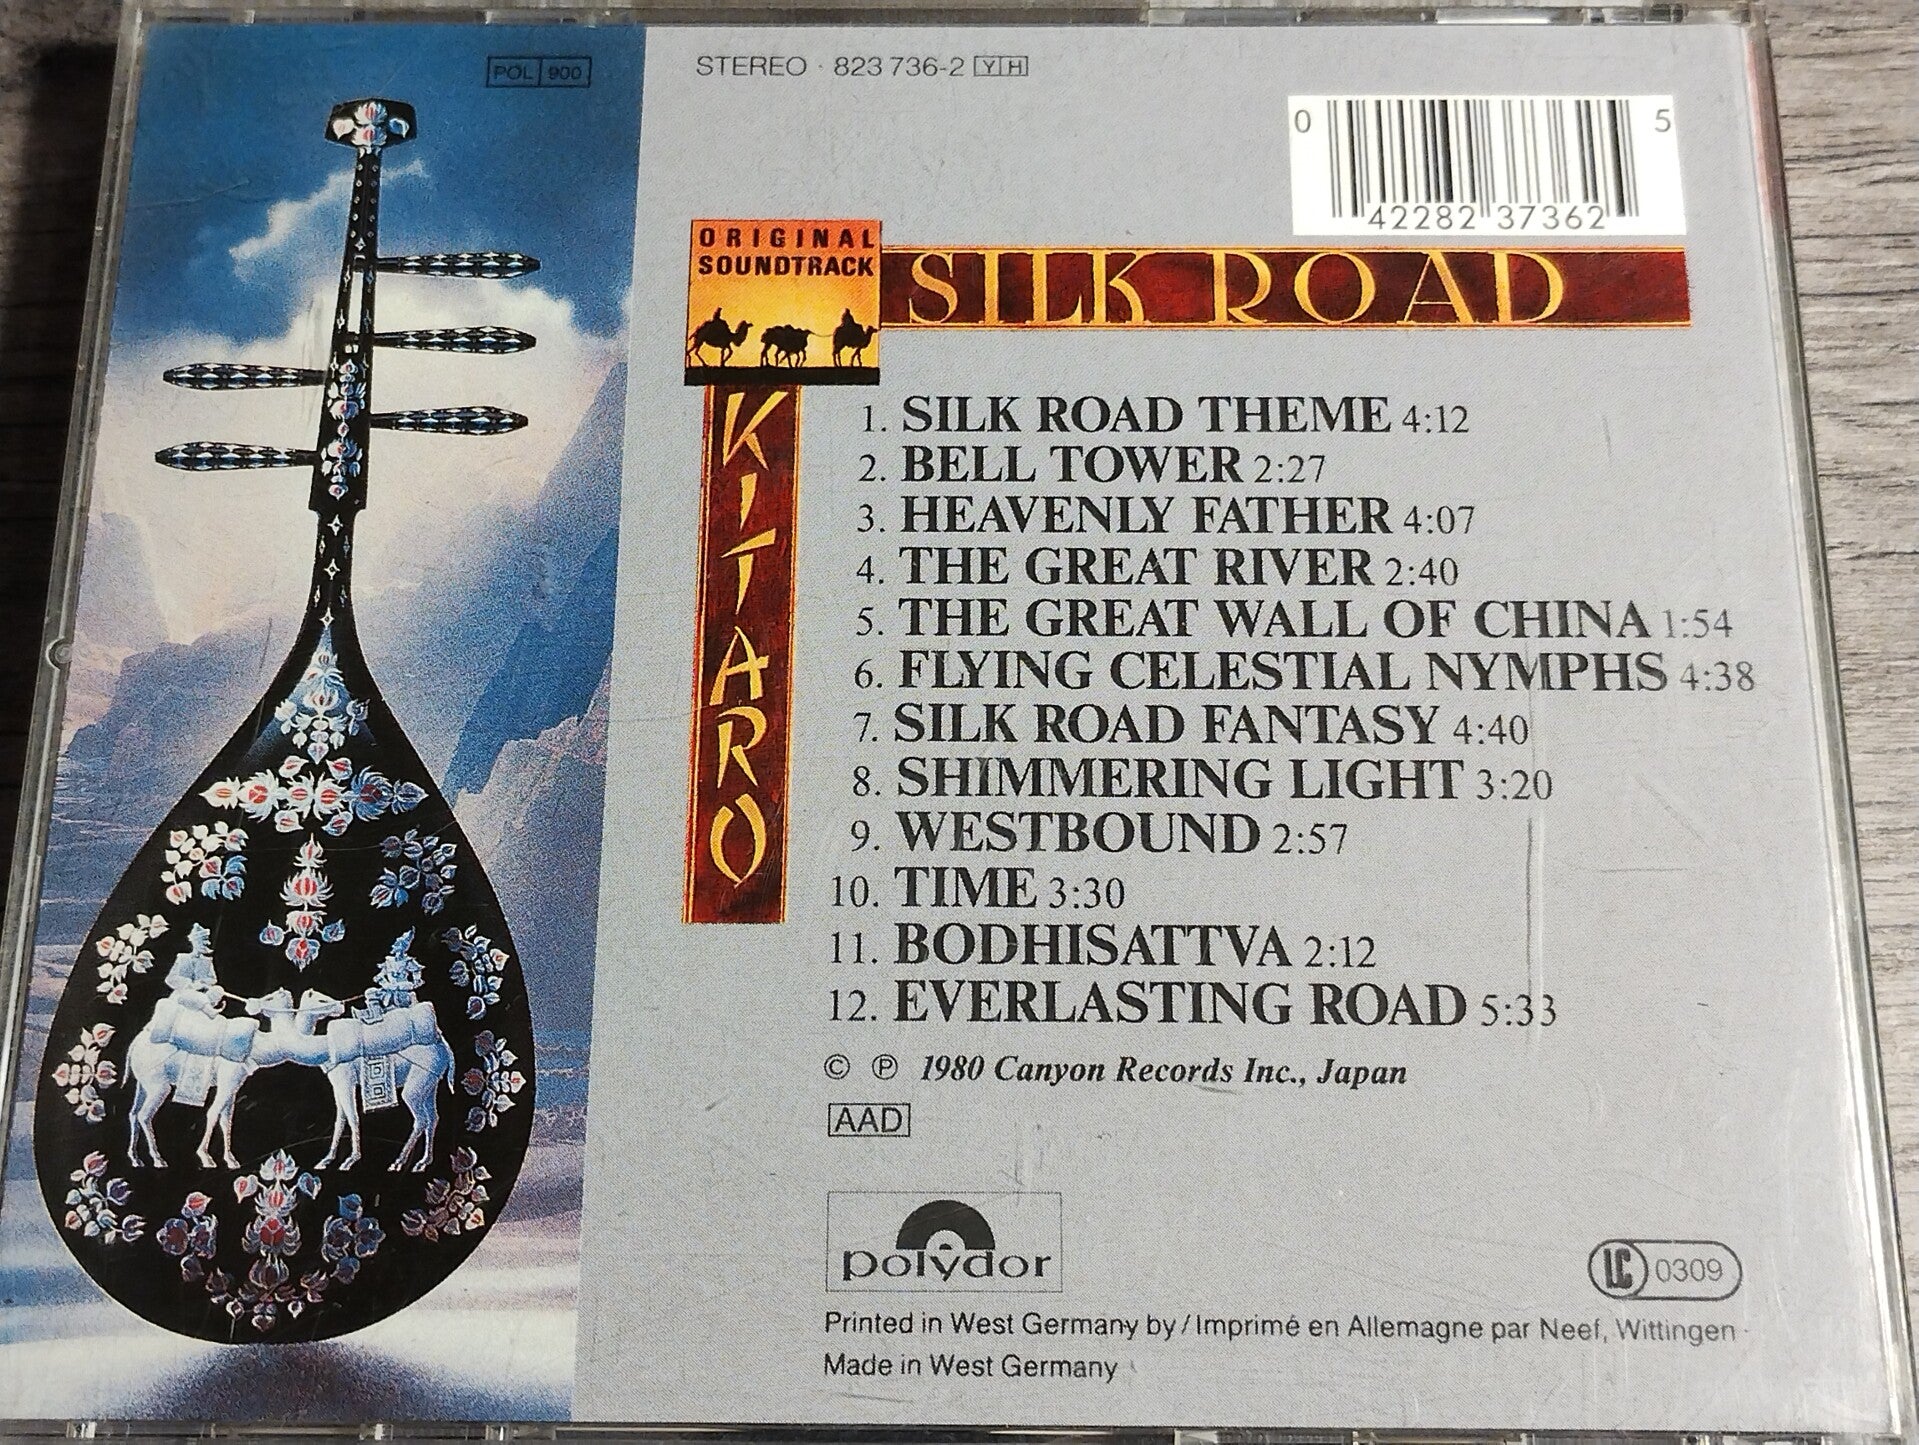 POL 900
STEREO · 823 736-2 YH
0 42282 37362 5
ORIGINAL
SOUNDTRACK
SILK ROAD
KITARO
1. SILK ROAD THEME 4:12
2. BELL TOWER 2:27
3. HEAVENLY FATHER 4:07
4. THE GREAT RIVER 2:40
5. THE GREAT WALL OF CHINA 1:54
6. FLYING CELESTIAL NYMPHS 4:38
7. SILK ROAD FANTASY 4:40
8. SHIMMERING LIGHT 3:20
9. WESTBOUND 2:57
10. TIME 3:30
11. BODHISATTVA 2:12
12. EVERLASTING ROAD 5:33
© ℗ 1980 Canyon Records Inc., Japan
AAD
polydor
LC 0309
Printed in West Germany by / Imprimé en Allemagne par Neef, Wittingen
Made in West Germany